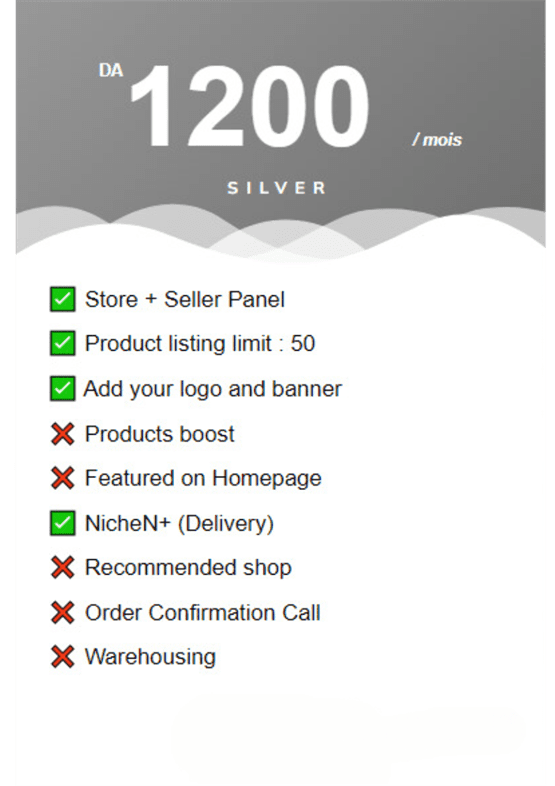 DA 1200 / mois
SILVER
✅ Store + Seller Panel
✅ Product listing limit : 50
✅ Add your logo and banner
❌ Products boost
❌ Featured on Homepage
✅ NicheN+ (Delivery)
❌ Recommended shop
❌ Order Confirmation Call
❌ Warehousing